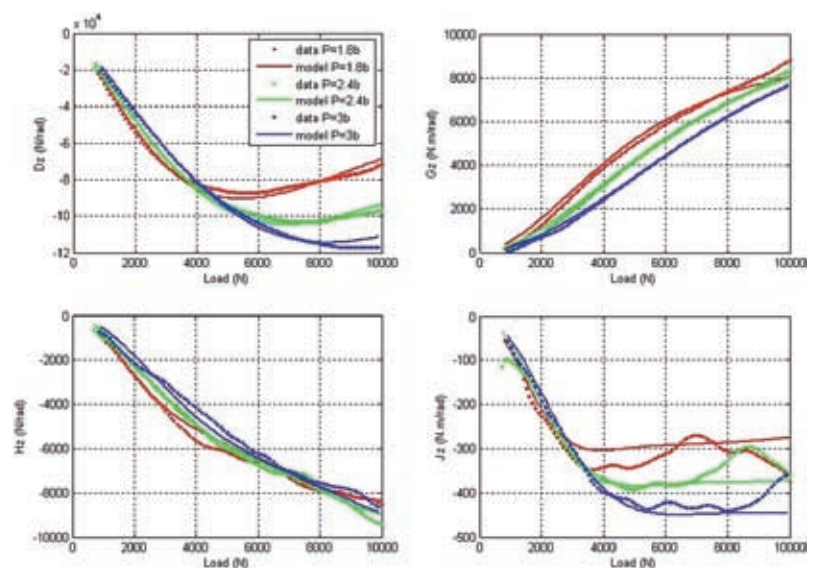 x 10⁴
0
-2
-4
-6
-8
-10
-12
Dz (N/rad)
0 2000 4000 6000 8000 10000
Load (N)
data P=1.8b
model P=1.8b
data P=2.4b
model P=2.4b
data P=3b
model P=3b
8000
6000
4000
2000
0
Gz (N.m/rad)
0 2000 4000 6000 8000 10000
Load (N)
0
-2000
-4000
-6000
-8000
-10000
Hz (N/rad)
0 2000 4000 6000 8000 10000
Load (N)
0
-100
-200
-300
-400
-500
Jz (N.m/rad)
0 2000 4000 6000 8000 10000
Load (N)